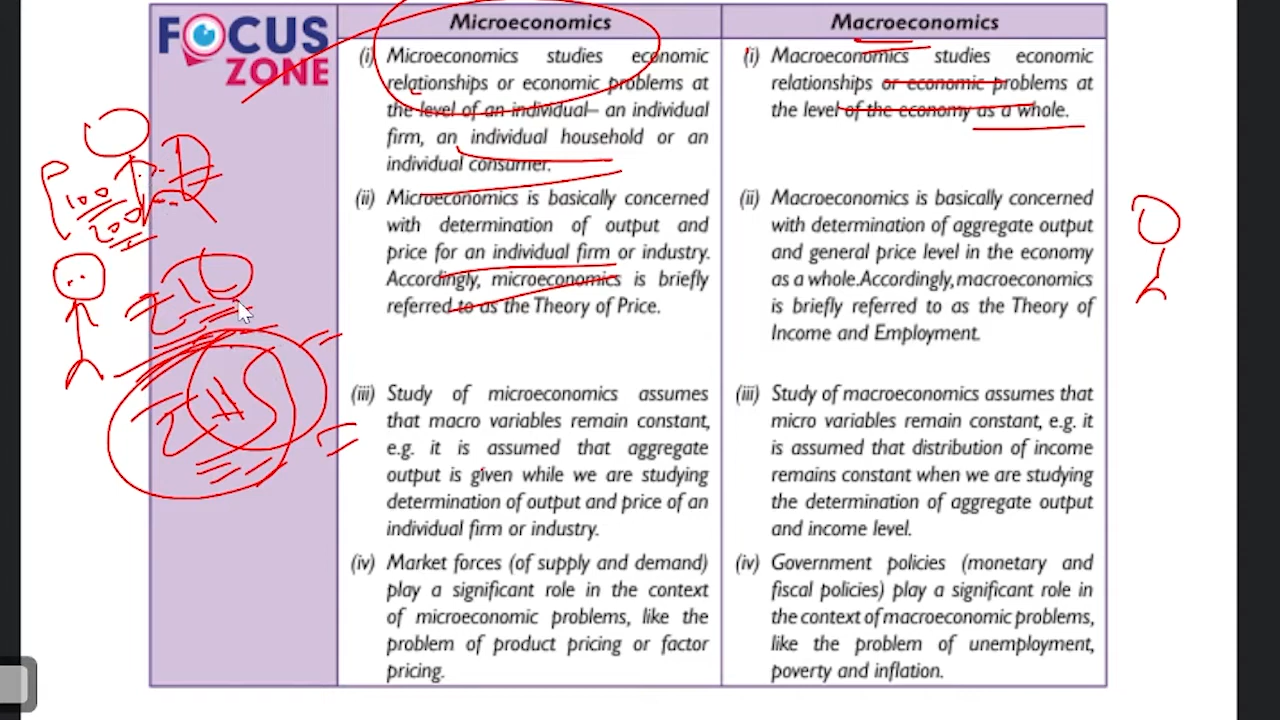 FOCUS
ZONE
Microeconomics
(i) Microeconomics studies economic
relationships or economic problems at
the level of an individual– an individual
firm, an individual household or an
individual consumer.
(ii) Microeconomics is basically concerned
with determination of output and
price for an individual firm or industry.
Accordingly, microeconomics is briefly
referred to as the Theory of Price.
(iii) Study of microeconomics assumes
that macro variables remain constant,
e.g. it is assumed that aggregate
output is given while we are studying
determination of output and price of an
individual firm or industry.
(iv) Market forces (of supply and demand)
play a significant role in the context
of microeconomic problems, like the
problem of product pricing or factor
pricing.
Macroeconomics
(i) Macroeconomics studies economic
relationships or economic problems at
the level of the economy as a whole.
(ii) Macroeconomics is basically concerned
with determination of aggregate output
and general price level in the economy
as a whole. Accordingly, macroeconomics
is briefly referred to as the Theory of
Income and Employment.
(iii) Study of macroeconomics assumes that
micro variables remain constant, e.g. it
is assumed that distribution of income
remains constant when we are studying
the determination of aggregate output
and income level.
(iv) Government policies (monetary and
fiscal policies) play a significant role in
the context of macroeconomic problems,
like the problem of unemployment,
poverty and inflation.
100
200